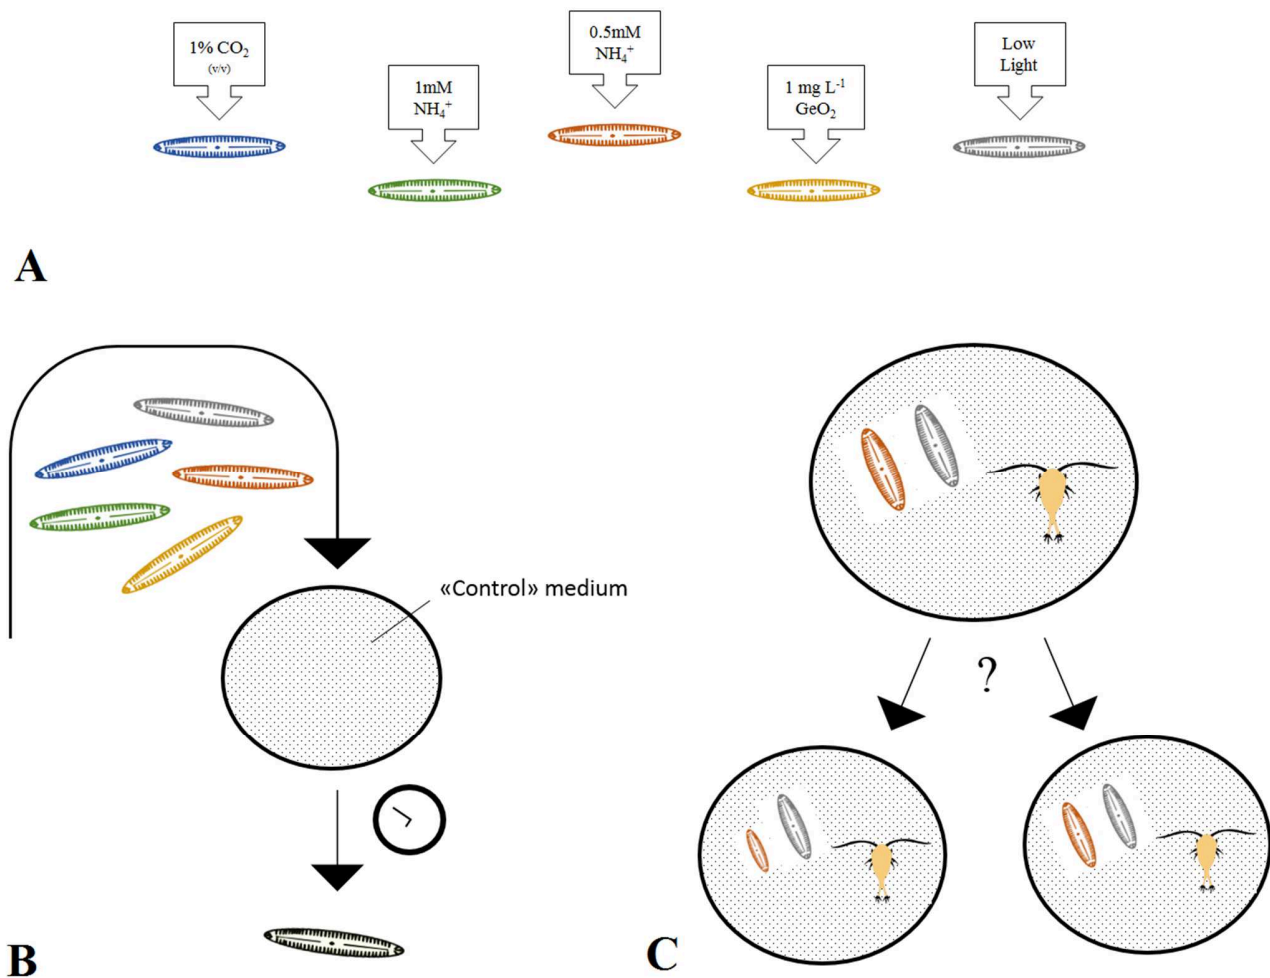 1% CO₂
(v/v)
1mM
NH₄⁺
0.5mM
NH₄⁺
1 mg L⁻¹
GeO₂
Low
Light
A
«Control» medium
B
?
C